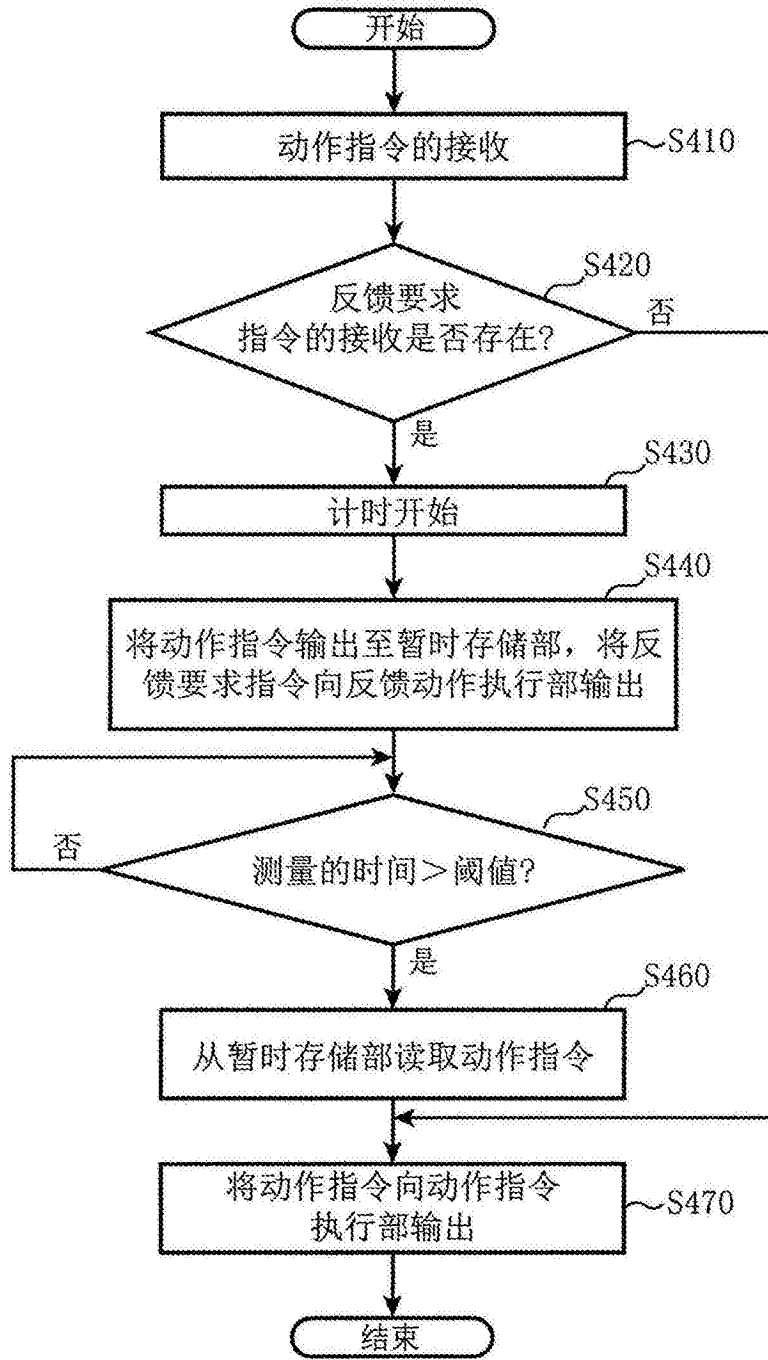 开始
动作指令的接收
S410
S420
反馈要求
指令的接收是否存在?
否
是
S430
计时开始
S440
将动作指令输出至暂时存储部，将反
馈要求指令向反馈动作执行部输出
S450
否
测量的时间＞阈值?
是
S460
从暂时存储部读取动作指令
将动作指令向动作指令
执行部输出
S470
结束